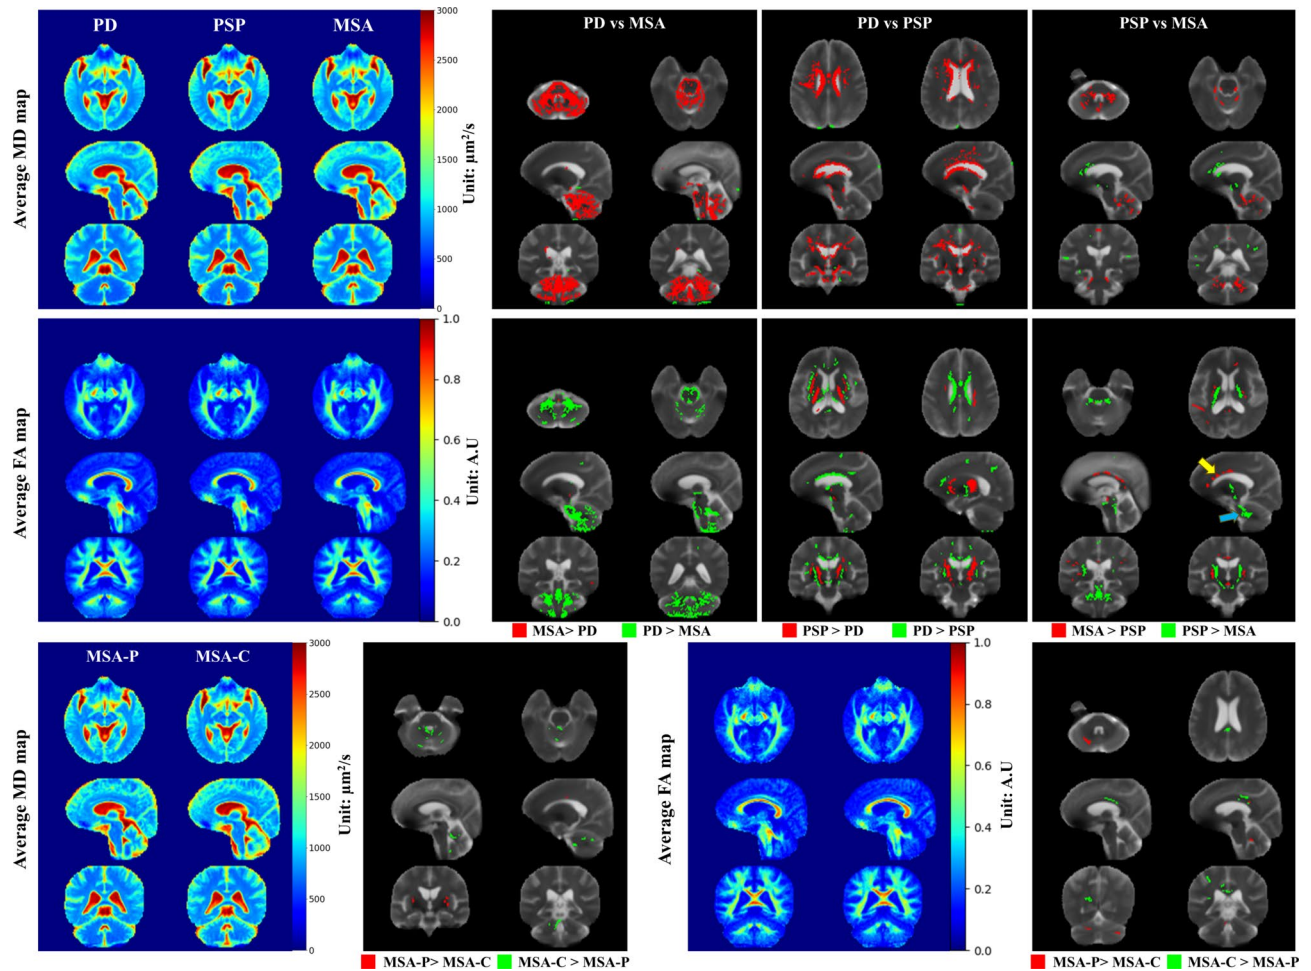 PD PSP MSA
PD vs MSA
PD vs PSP
PSP vs MSA
Average MD map
3000
2500
2000
1500
1000
500
0
Unit: μm²/s
Average FA map
1.0
0.8
0.6
0.4
0.2
0.0
Unit: A.U
MSA> PD PD > MSA
PSP > PD PD > PSP
MSA > PSP PSP > MSA
MSA-P MSA-C
Average MD map
3000
2500
2000
1500
1000
500
0
Unit: μm²/s
MSA-P> MSA-C MSA-C > MSA-P
Average FA map
1.0
0.8
0.6
0.4
0.2
0.0
Unit: A.U
MSA-P> MSA-C MSA-C > MSA-P